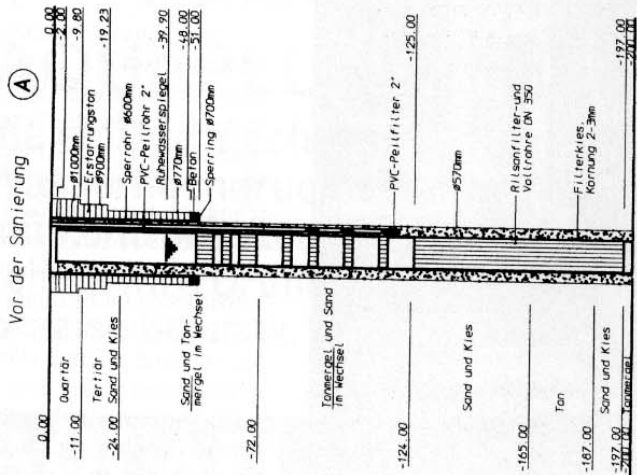 Vor der Sanierung
A
0.00
Quartär
-11.00
Tertiär
-24.00
Sand und Kies
Sand und Ton-
mergel im Wechsel
-72.00
Tonmergel und Sand
im Wechsel
-124.00
Sand und Kies
-165.00
Ton
-187.00
Sand und Kies
-197.00
-200.00 Tonmergel
0.00
-2.00
-9.80
ø1000mm
Erstarrungston
ø900mm
-19.23
Sperrohr ø600mm
PVC-Peilrohr 2"
Ruhewasserspiegel
-39.90
ø770mm
-48.00
Beton
-51.00
Sperring ø700mm
-125.00
PVC-Peilfilter 2"
ø570mm
Rilsanfilter-und
Vollrohre DN 350
Filterkies,
Körnung 2-3mm
-197.00
-200.00